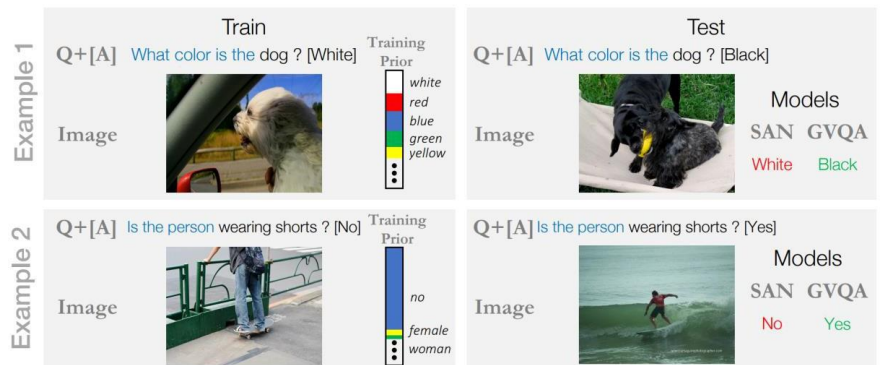 Example 1
Train
Q+[A] What color is the dog ? [White]
Training
Prior
white
red
blue
green
yellow
Image
Test
Q+[A] What color is the dog ? [Black]
Image
Models
SAN GVQA
White Black
Example 2
Q+[A] Is the person wearing shorts ? [No]
Training
Prior
no
female
woman
Image
Q+[A] Is the person wearing shorts ? [Yes]
Image
Models
SAN GVQA
No Yes